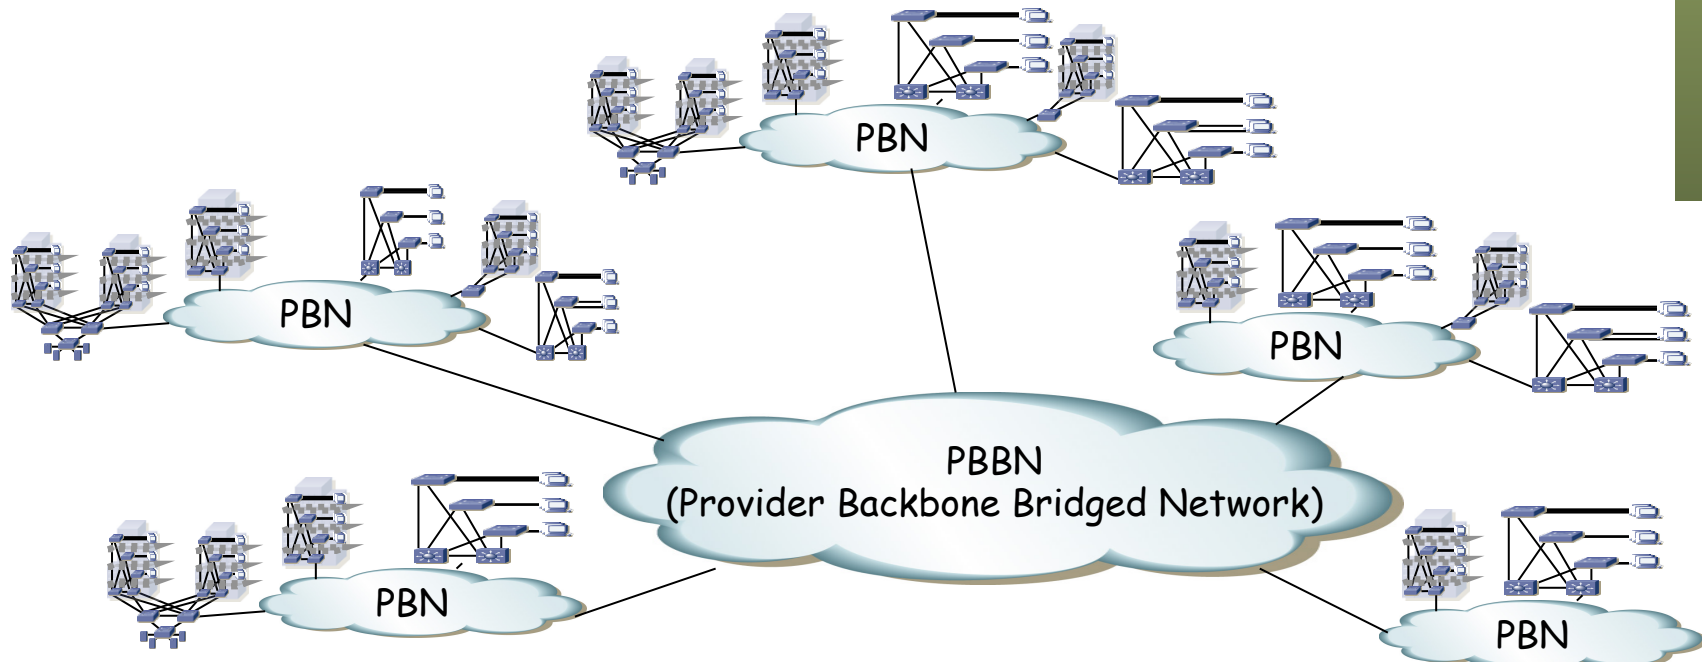 PBN
PBN
PBN
PBBN
(Provider Backbone Bridged Network)
PBN
PBN